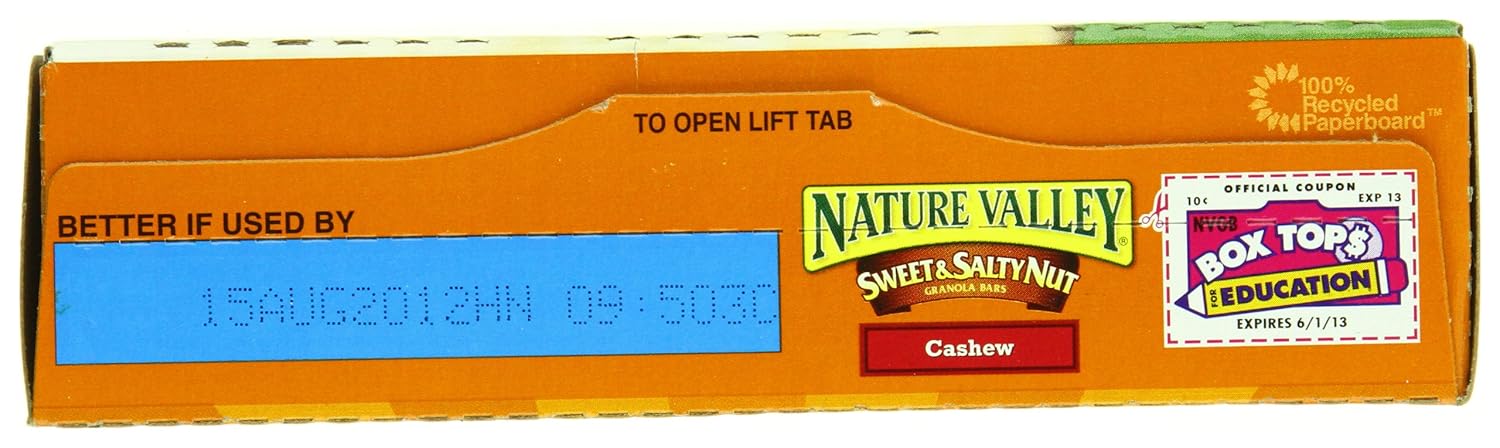 100%
Recycled
Paperboard™
TO OPEN LIFT TAB
BETTER IF USED BY
15AUG2012HN 09:503C
NATURE VALLEY®
SWEET & SALTY NUT
GRANOLA BARS
Cashew
OFFICIAL COUPON
10¢ EXP 13
NVGB
BOX TOPS
FOR EDUCATION
EXPIRES 6/1/13